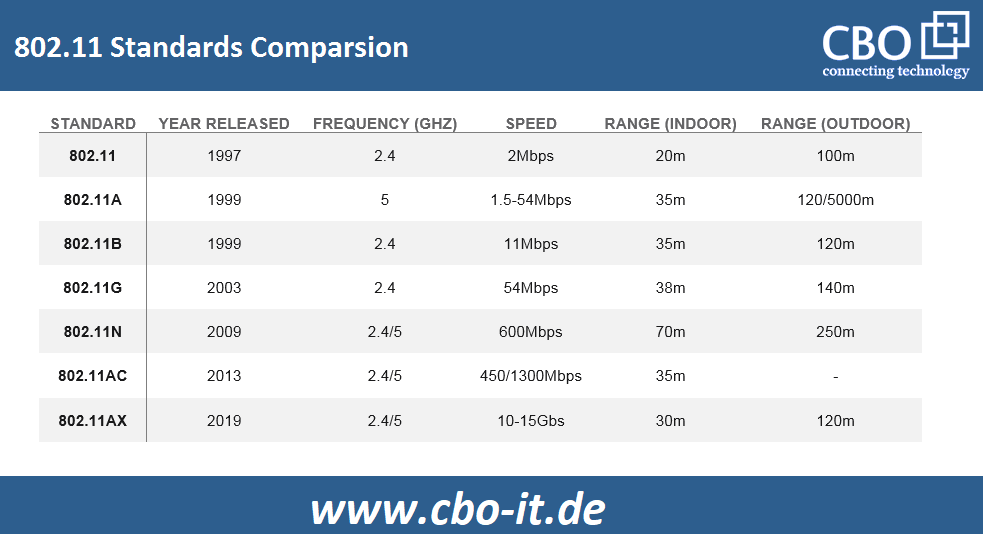 802.11 Standards Comparsion
CBO
connecting technology
STANDARD YEAR RELEASED FREQUENCY (GHZ) SPEED RANGE (INDOOR) RANGE (OUTDOOR)
802.11 1997 2.4 2Mbps 20m 100m
802.11A 1999 5 1.5-54Mbps 35m 120/5000m
802.11B 1999 2.4 11Mbps 35m 120m
802.11G 2003 2.4 54Mbps 38m 140m
802.11N 2009 2.4/5 600Mbps 70m 250m
802.11AC 2013 2.4/5 450/1300Mbps 35m -
802.11AX 2019 2.4/5 10-15Gbs 30m 120m
www.cbo-it.de